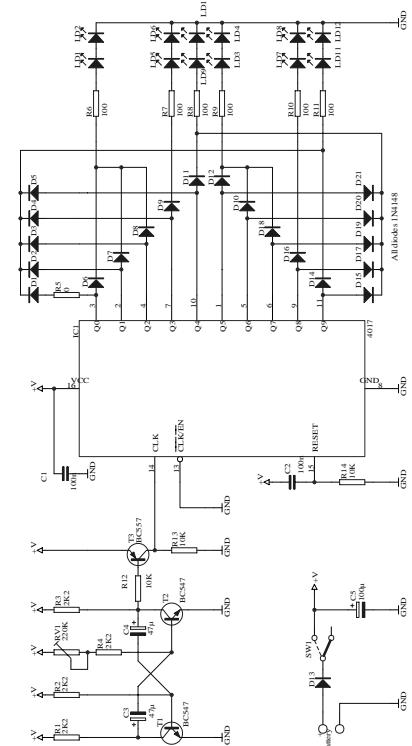 LD1
LD2
LD1
LD6
LD5
LD9
LD4
LD3
LD8
LD7
LD12
LD11
GND
R6
100
R7
100
R8
100
R9
100
R10
100
R11
100
D5
D4
D3
D2
D1
R5
0
D6
D7
D8
D9
D11
D12
D10
D18
D16
D14
D21
D20
D19
D17
D15
All diodes 1N4148
3
2
4
7
10
1
5
6
9
11
IC1
Q0
Q1
Q2
Q3
Q4
Q5
Q6
Q7
Q8
Q9
4017
+V
16
VCC
GND
8
GND
CLK
CLK/EN
RESET
14
13
15
C1
100n
GND
GND
+V
C2
100n
R14
10K
GND
+V
T3
BC557
R13
10K
GND
R12
10K
+V
R3
2K2
+V
RV1
220K
R4
2K2
+V
R2
2K2
+V
R1
2K2
C4
47µ
C3
47µ
T2
BC547
T1
BC547
GND
GND
+V
C5
100µ
GND
SW1
D13
GND